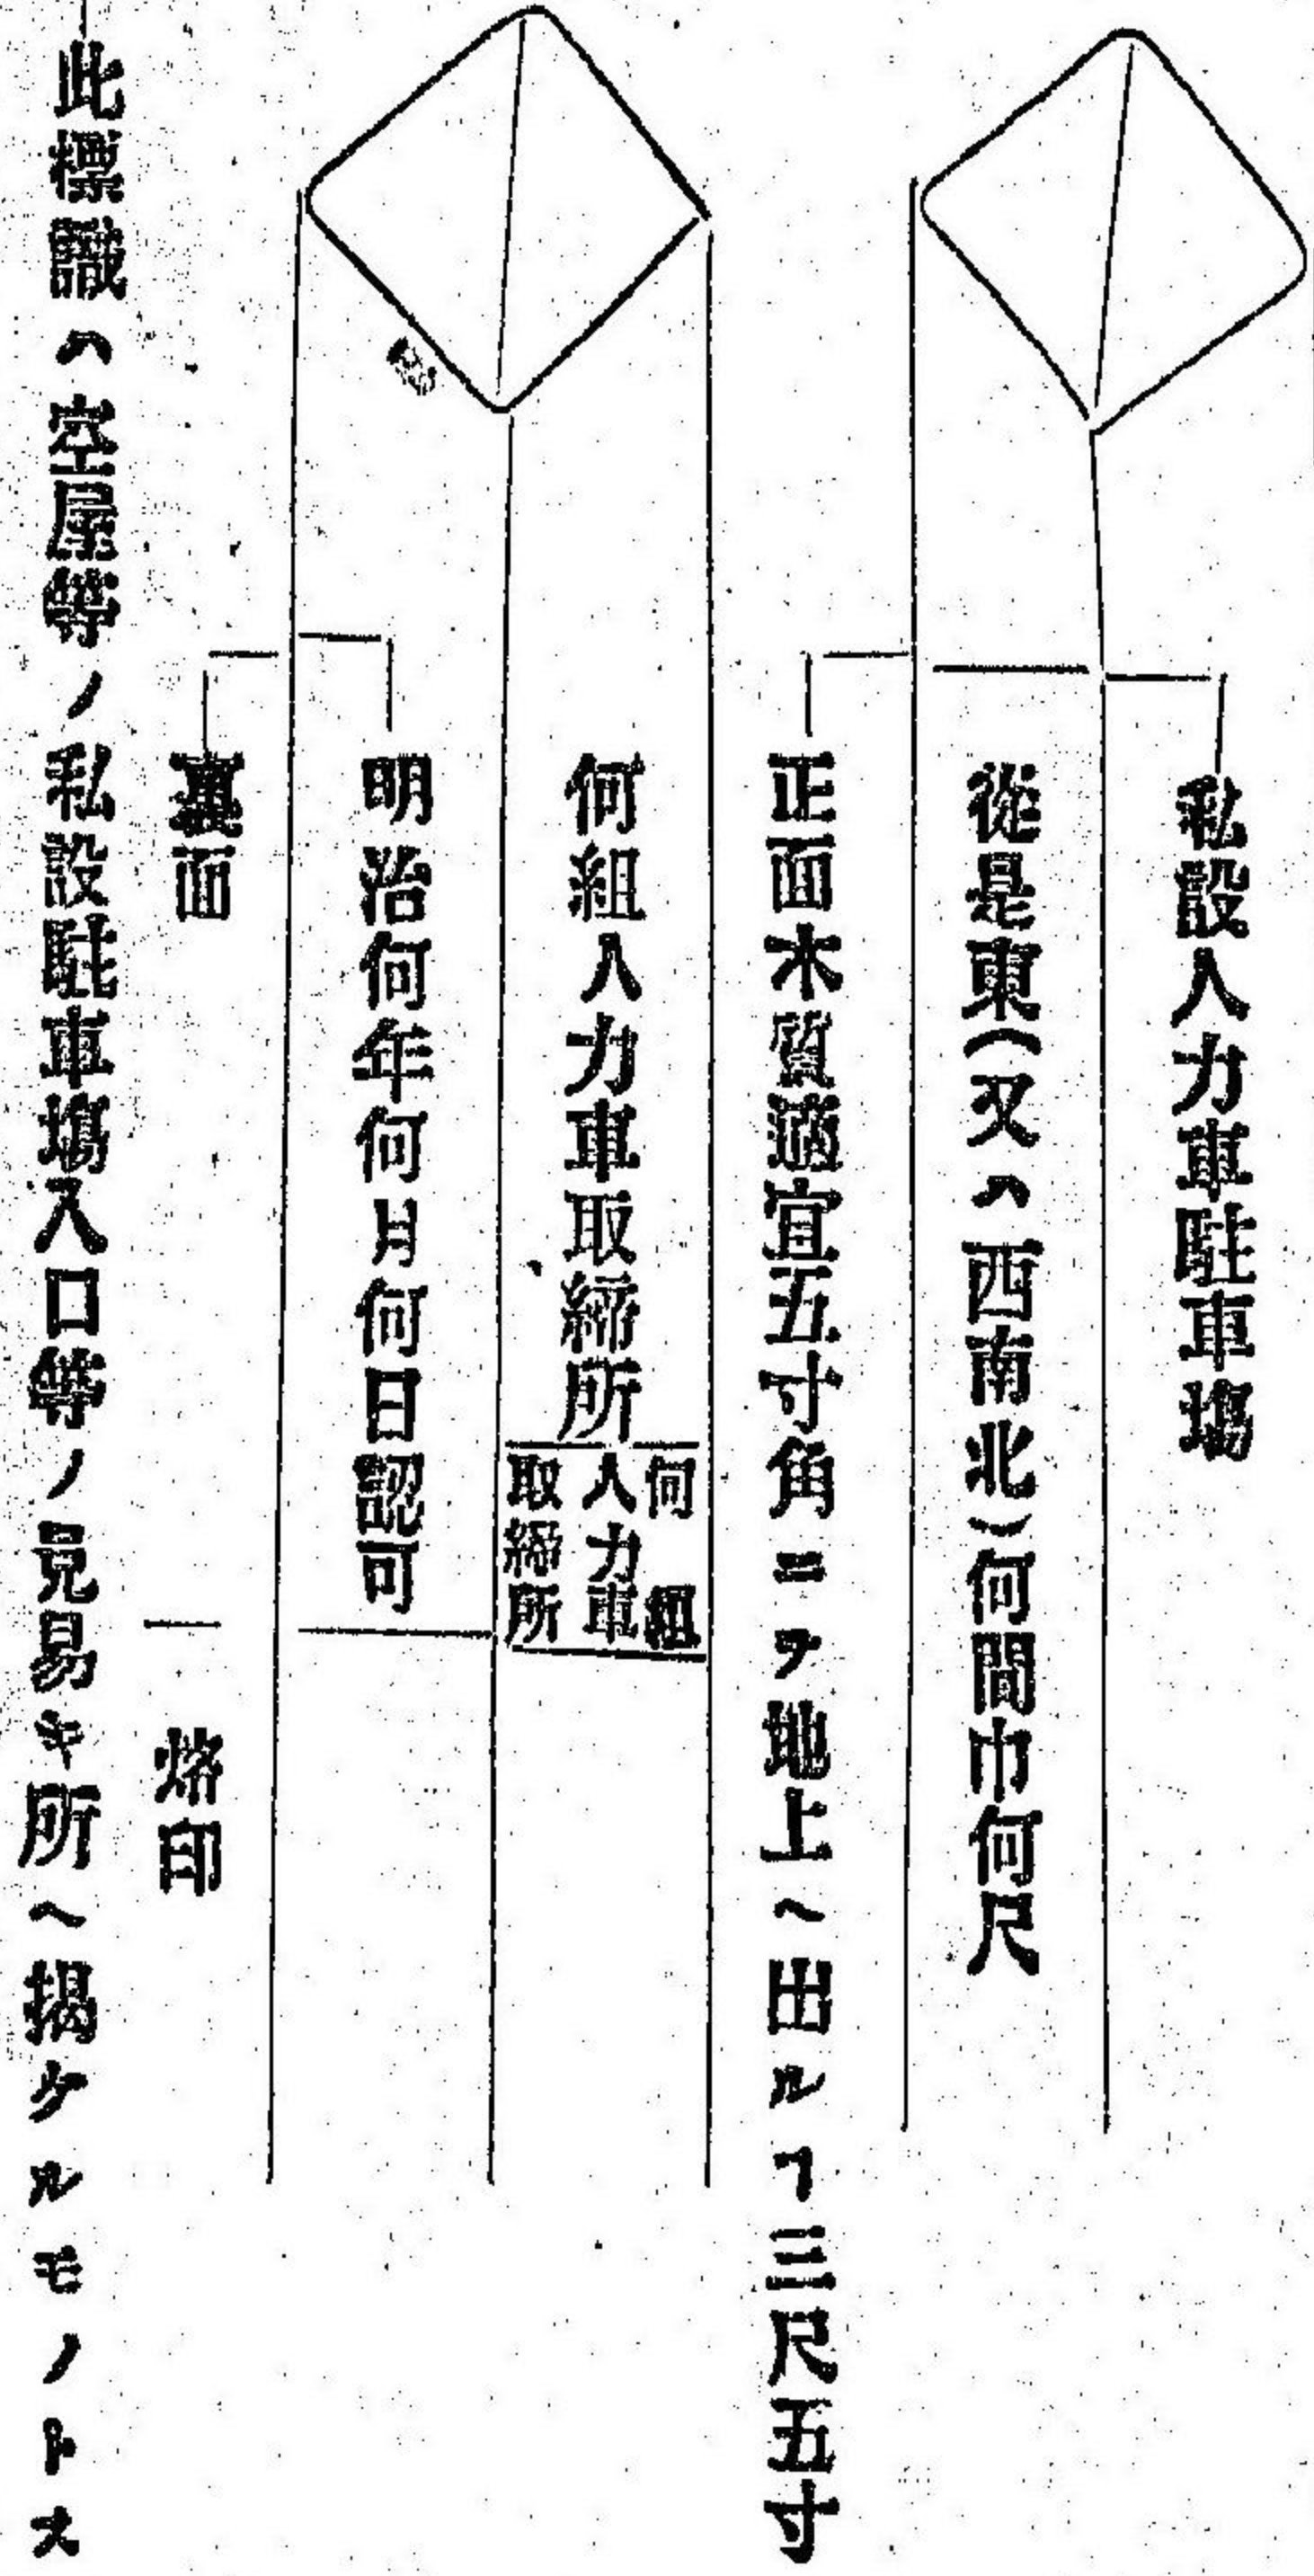 私設人力車駐車塲
從是東(又ハ西南北)何間巾何尺
正面木質適宜五寸角ニヲ地上ヘ出ルヿ三尺五寸
何組人力車取締所
何組
人力車
取締所
明治何年何月何日認可
裏面
烙印
此標識ハ空屋等ノ私設駐車塲入口等ノ見易キ所ヘ揭ケルモノトス